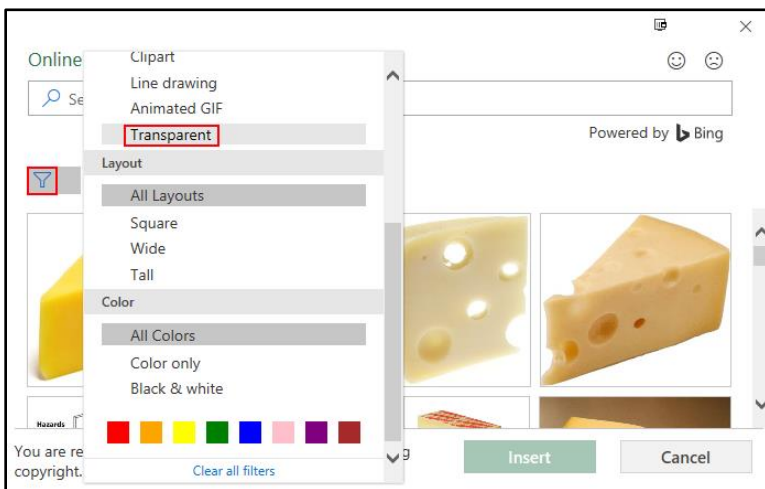 Online
Clipart
Line drawing
Animated GIF
Transparent
Powered by Bing
Layout
All Layouts
Square
Wide
Tall
Color
All Colors
Color only
Black & white
Hazards
You are re
g
copyright.
Clear all filters
Insert
Cancel